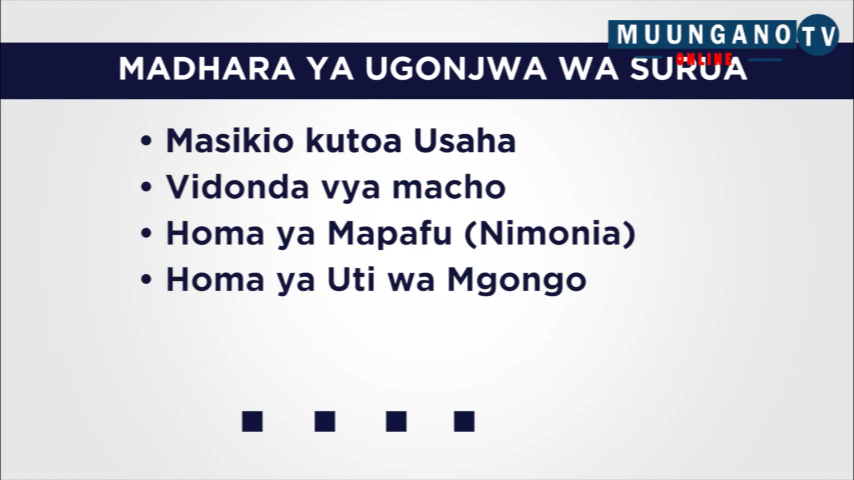 MUUNGANO TV
ONLINE
MADHARA YA UGONJWA WA SURUA
• Masikio kutoa Usaha
• Vidonda vya macho
• Homa ya Mapafu (Nimonia)
• Homa ya Uti wa Mgongo